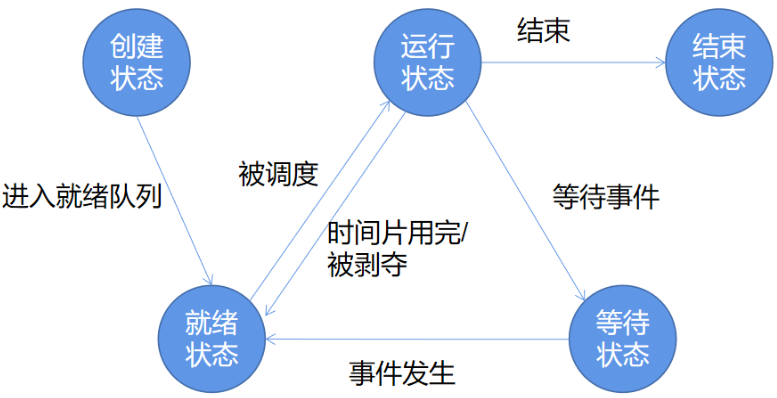 创建
状态
运行
状态
结束
结束
状态
进入就绪队列
被调度
时间片用完/
被剥夺
等待事件
就绪
状态
等待
状态
事件发生